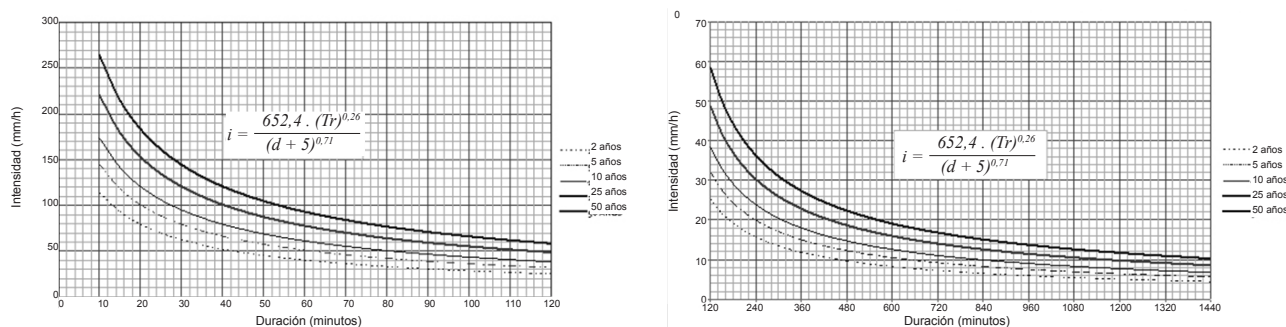 300
250
200
150
100
50
0
Intensidad (mm/h)
i = 652,4 . (Tr)^0,26 / (d + 5)^0,71
0 10 20 30 40 50 60 70 80 90 100 110 120
Duración (minutos)
2 años
5 años
10 años
25 años
50 años
0
70
60
50
40
30
20
10
0
Intensidad (mm/h)
i = 652,4 . (Tr)^0,26 / (d + 5)^0,71
120 240 360 480 600 720 840 960 1080 1200 1320 1440
Duración (minutos)
2 años
5 años
10 años
25 años
50 años